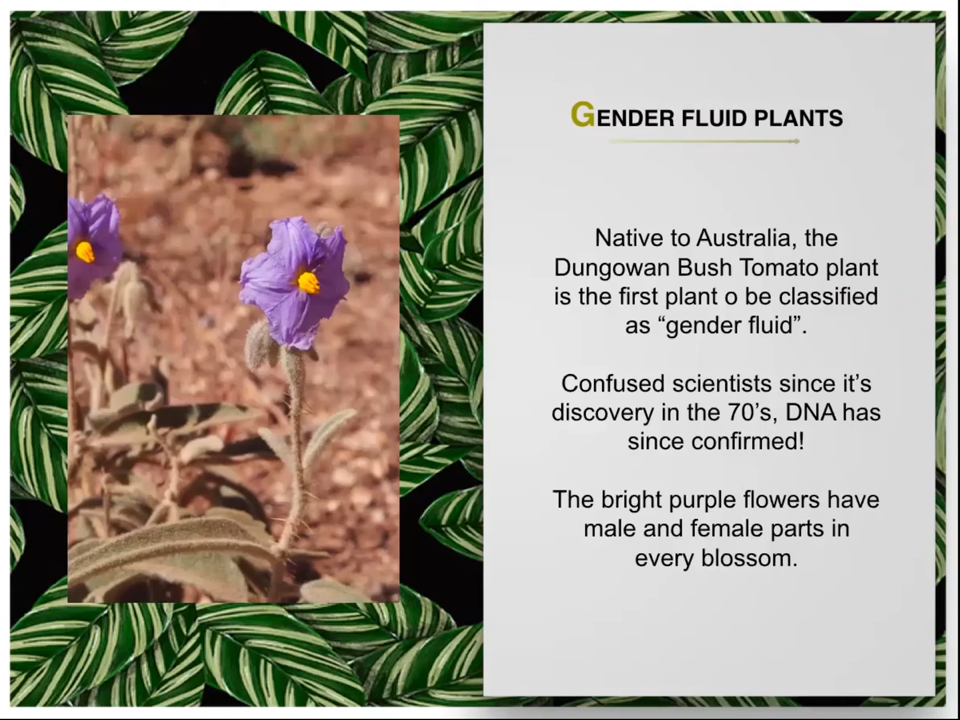 GENDER FLUID PLANTS
Native to Australia, the
Dungowan Bush Tomato plant
is the first plant o be classified
as “gender fluid”.
Confused scientists since it’s
discovery in the 70’s, DNA has
since confirmed!
The bright purple flowers have
male and female parts in
every blossom.